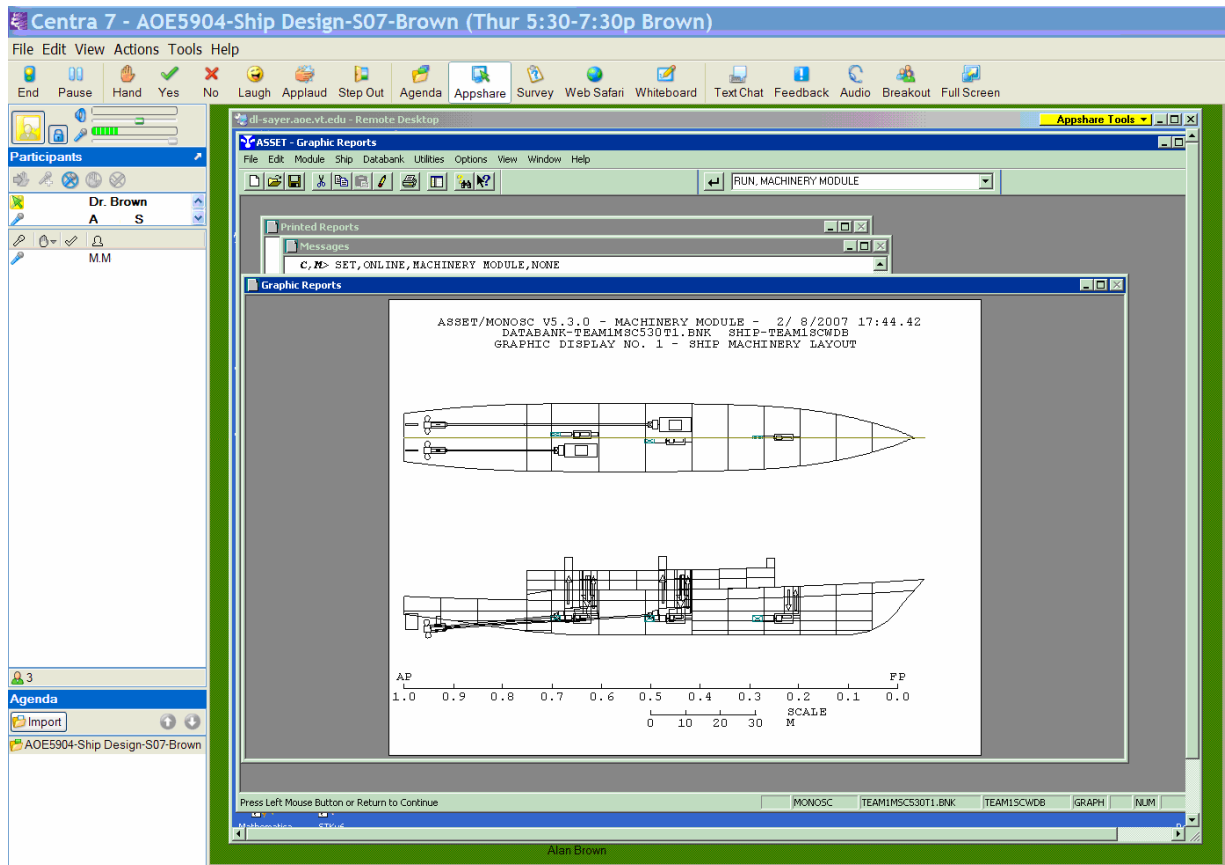 Centra 7 - AOE5904-Ship Design-S07-Brown (Thur 5:30-7:30p Brown)
File Edit View Actions Tools Help
End Pause Hand Yes No Laugh Applaud Step Out Agenda Appshare Survey Web Safari Whiteboard Text Chat Feedback Audio Breakout Full Screen
dl-sayer.aoe.vt.edu - Remote Desktop
Appshare Tools
ASSET - Graphic Reports
File Edit Module Ship Databank Utilities Options View Window Help
RUN, MACHINERY MODULE
Participants
Dr. Brown
A S
M.M
Printed Reports
Messages
C,M> SET,ONLINE,MACHINERY MODULE,NONE
Graphic Reports
ASSET/MONOSC V5.3.0 - MACHINERY MODULE - 2/ 8/2007 17:44.42
DATABANK-TEAM1MSC530T1.BNK SHIP-TEAM1SCWDB
GRAPHIC DISPLAY NO. 1 - SHIP MACHINERY LAYOUT
AP FP
1.0 0.9 0.8 0.7 0.6 0.5 0.4 0.3 0.2 0.1 0.0
SCALE
0 10 20 30 M
3
Agenda
Import
AOE5904-Ship Design-S07-Brown
Press Left Mouse Button or Return to Continue
MONOSC TEAM1MSC530T1.BNK TEAM1SCWDB GRAPH NUM
Alan Brown